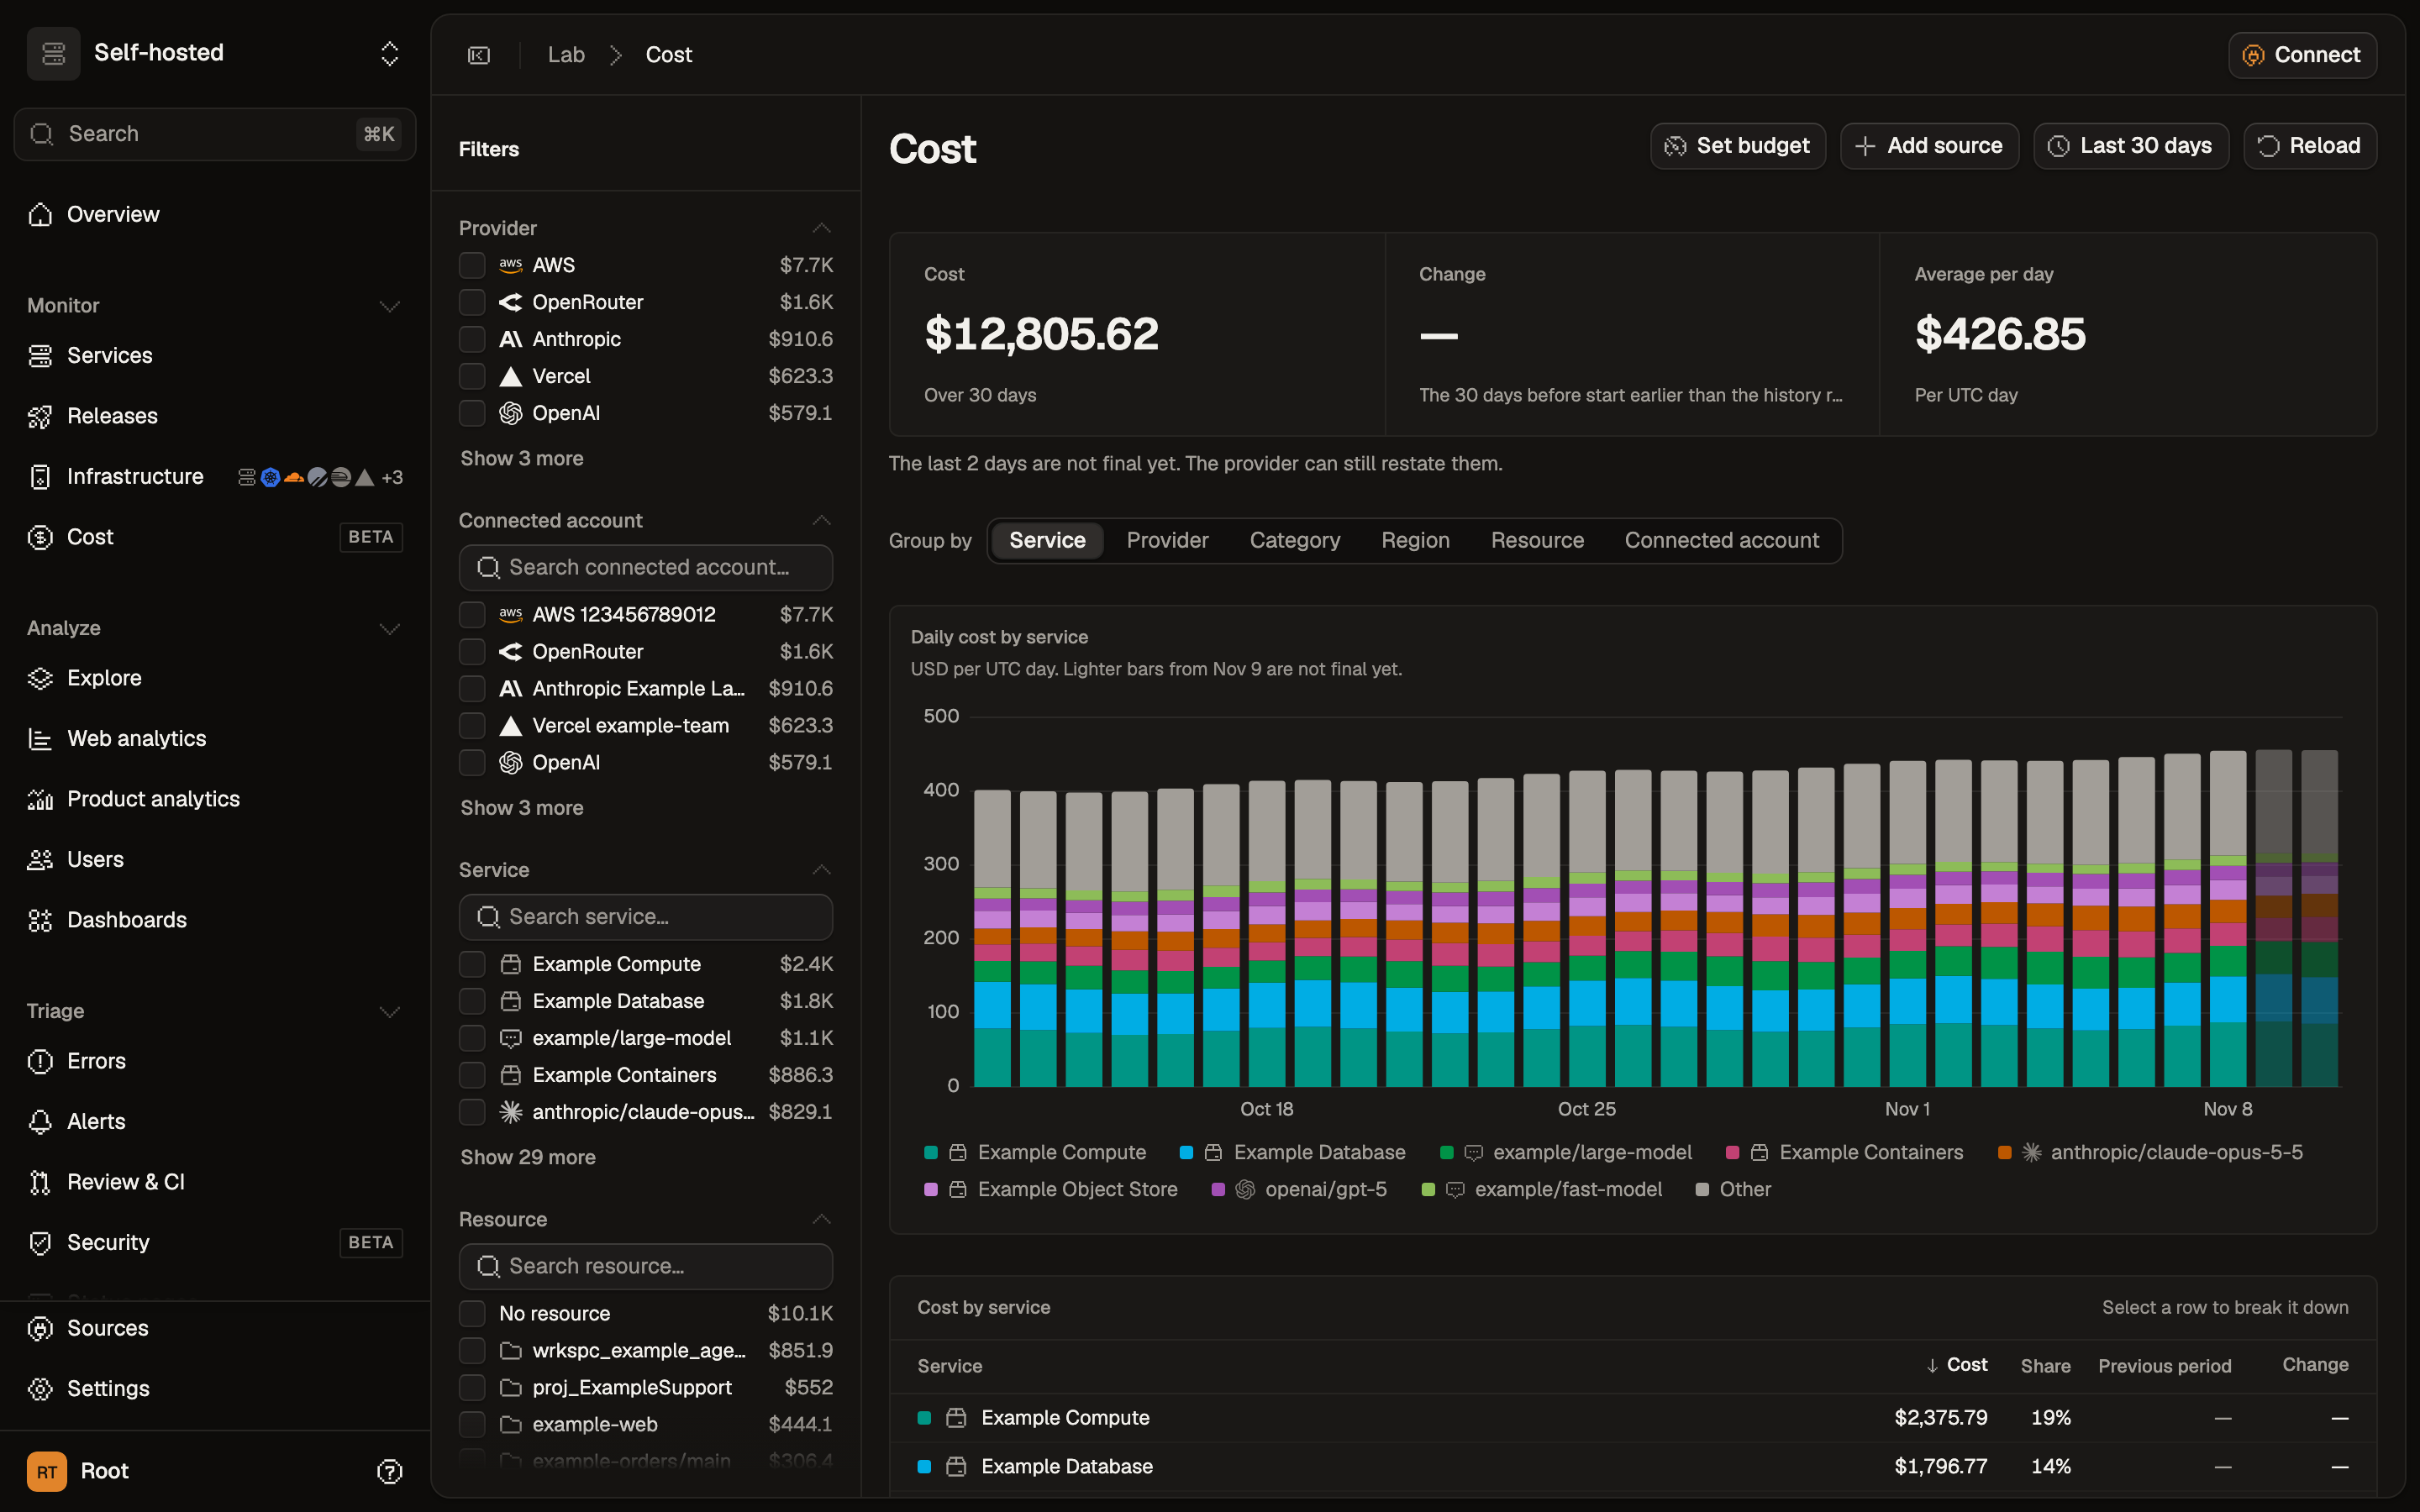 Self-hosted
Search ⌘K
Overview
Monitor
Services
Releases
Infrastructure +3
Cost BETA
Analyze
Explore
Web analytics
Product analytics
Users
Dashboards
Triage
Errors
Alerts
Review & CI
Security BETA
Sources
Settings
RT Root
Lab Cost
Connect
Filters
Provider
aws AWS $7.7K
OpenRouter $1.6K
Anthropic $910.6
Vercel $623.3
OpenAI $579.1
Show 3 more
Connected account
Search connected account...
aws AWS 123456789012 $7.7K
OpenRouter $1.6K
Anthropic Example La... $910.6
Vercel example-team $623.3
OpenAI $579.1
Show 3 more
Service
Search service...
Example Compute $2.4K
Example Database $1.8K
example/large-model $1.1K
Example Containers $886.3
anthropic/claude-opus... $829.1
Show 29 more
Resource
Search resource...
No resource $10.1K
wrkspc_example_age... $851.9
proj_ExampleSupport $552
example-web $444.1
example-orders/main $306.4
Cost
Set budget
Add source
Last 30 days
Reload
Cost
$12,805.62
Over 30 days
Change
—
The 30 days before start earlier than the history r...
Average per day
$426.85
Per UTC day
The last 2 days are not final yet. The provider can still restate them.
Group by Service Provider Category Region Resource Connected account
Daily cost by service
USD per UTC day. Lighter bars from Nov 9 are not final yet.
500
400
300
200
100
0
Oct 18 Oct 25 Nov 1 Nov 8
Example Compute Example Database example/large-model Example Containers anthropic/claude-opus-5-5
Example Object Store openai/gpt-5 example/fast-model Other
Cost by service Select a row to break it down
Service ↓ Cost Share Previous period Change
Example Compute $2,375.79 19% — —
Example Database $1,796.77 14% — —